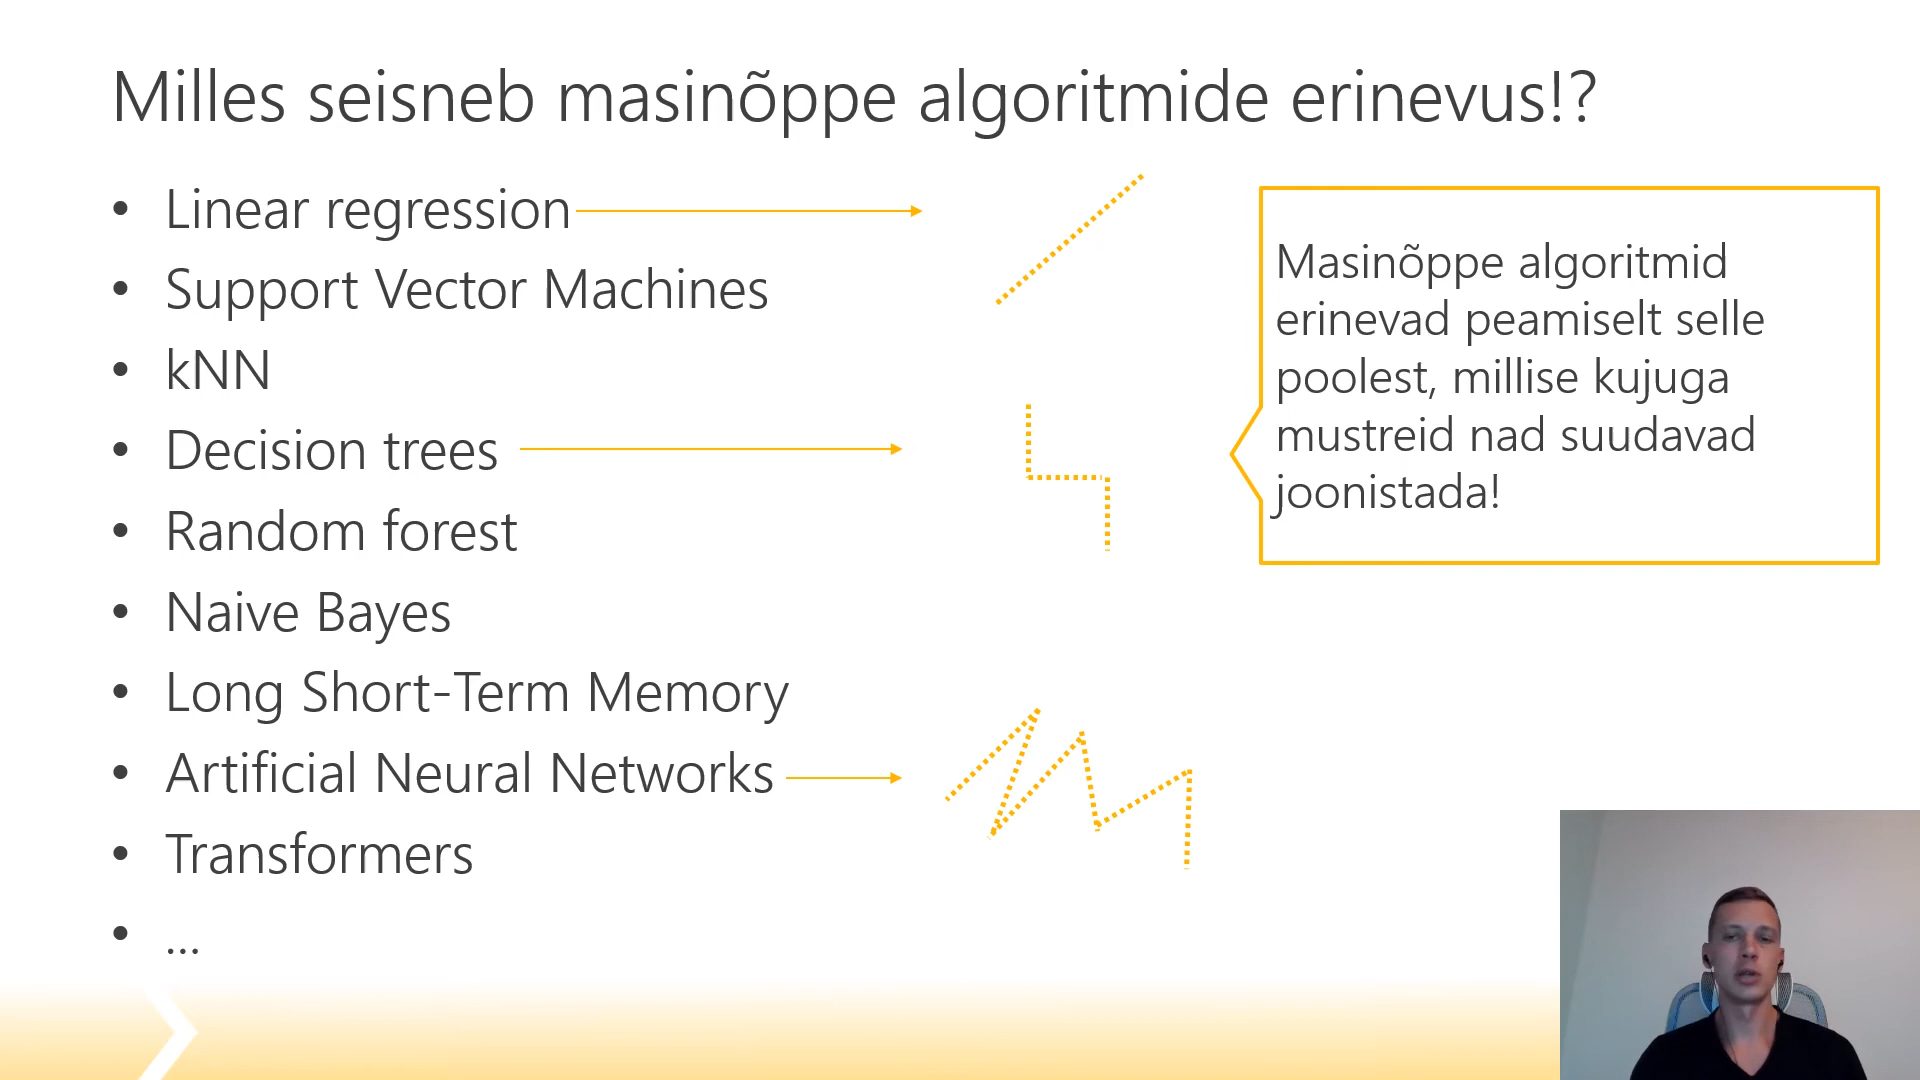 Milles seisneb masinõppe algoritmide erinevus!?
• Linear regression
• Support Vector Machines
• kNN
• Decision trees
• Random forest
• Naive Bayes
• Long Short-Term Memory
• Artificial Neural Networks
• Transformers
• ...
Masinõppe algoritmid
erinevad peamiselt selle
poolest, millise kujuga
mustreid nad suudavad
joonistada!